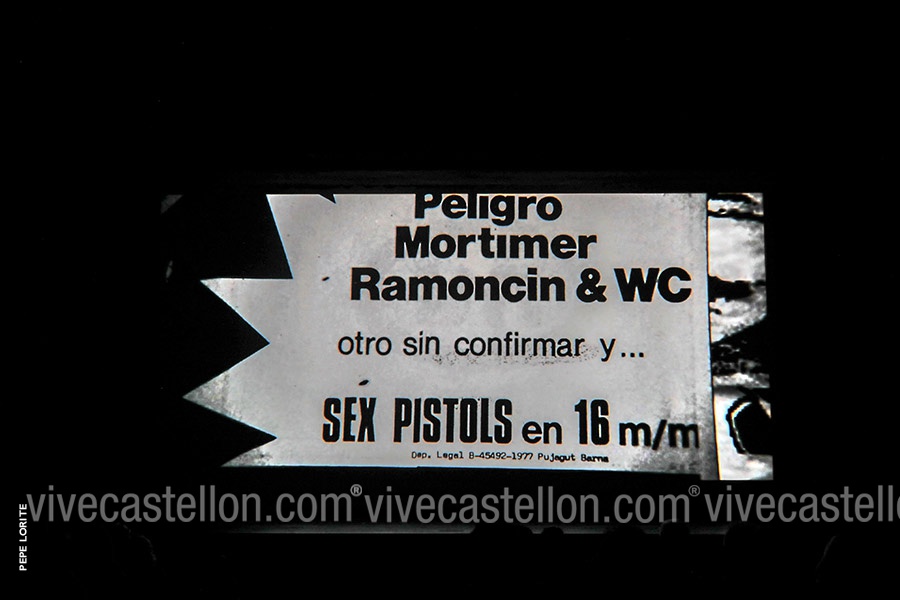 Peligro
Mortimer
Ramoncin & WC
otro sin confirmar y...
SEX PISTOLS en 16 m/m
Dep. Legal B-45492-1977 Pujagut Barna
vivecastellon.com® vivecastellon.com® vivecastell
PEPE LORITE